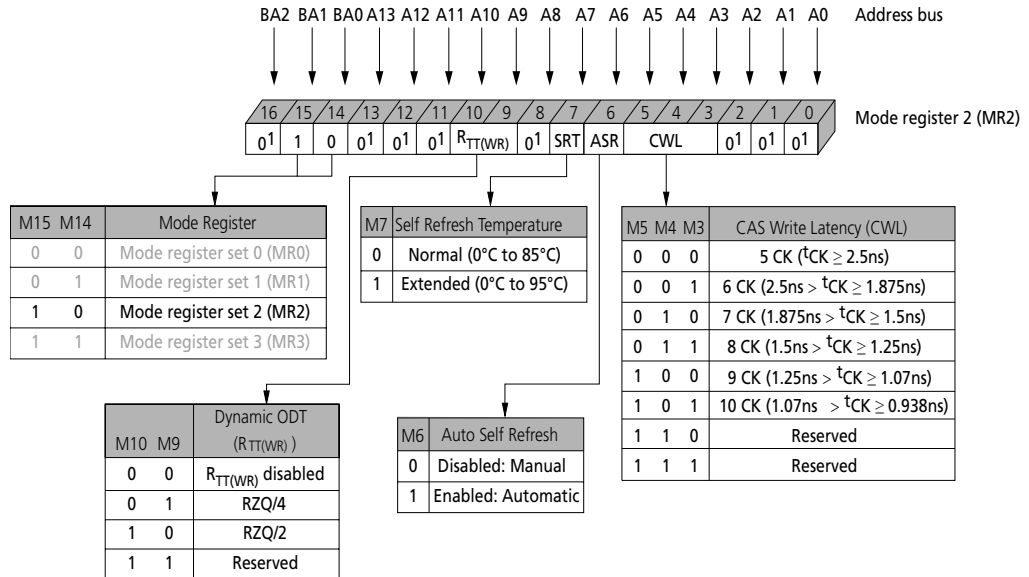 BA2 BA1 BA0 A13 A12 A11 A10 A9 A8 A7 A6 A5 A4 A3 A2 A1 A0 Address bus
16 15 14 13 12 11 10 9 8 7 6 5 4 3 2 1 0
Mode register 2 (MR2)
0¹ 1 0 0¹ 0¹ 0¹ RTT(WR) 0¹ SRT ASR CWL 0¹ 0¹ 0¹
M15 M14 Mode Register
0 0 Mode register set 0 (MR0)
0 1 Mode register set 1 (MR1)
1 0 Mode register set 2 (MR2)
1 1 Mode register set 3 (MR3)
M7 Self Refresh Temperature
0 Normal (0°C to 85°C)
1 Extended (0°C to 95°C)
M5 M4 M3 CAS Write Latency (CWL)
0 0 0 5 CK (tCK ≥ 2.5ns)
0 0 1 6 CK (2.5ns > tCK ≥ 1.875ns)
0 1 0 7 CK (1.875ns > tCK ≥ 1.5ns)
0 1 1 8 CK (1.5ns > tCK ≥ 1.25ns)
1 0 0 9 CK (1.25ns > tCK ≥ 1.07ns)
1 0 1 10 CK (1.07ns > tCK ≥ 0.938ns)
1 1 0 Reserved
1 1 1 Reserved
Dynamic ODT
M10 M9 (RTT(WR) )
0 0 RTT(WR) disabled
0 1 RZQ/4
1 0 RZQ/2
1 1 Reserved
M6 Auto Self Refresh
0 Disabled: Manual
1 Enabled: Automatic